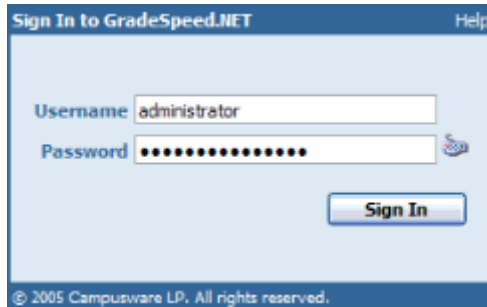 Sign In to GradeSpeed.NET Help
Username administrator
Password •••••••••••••••
Sign In
© 2005 Campusware LP. All rights reserved.